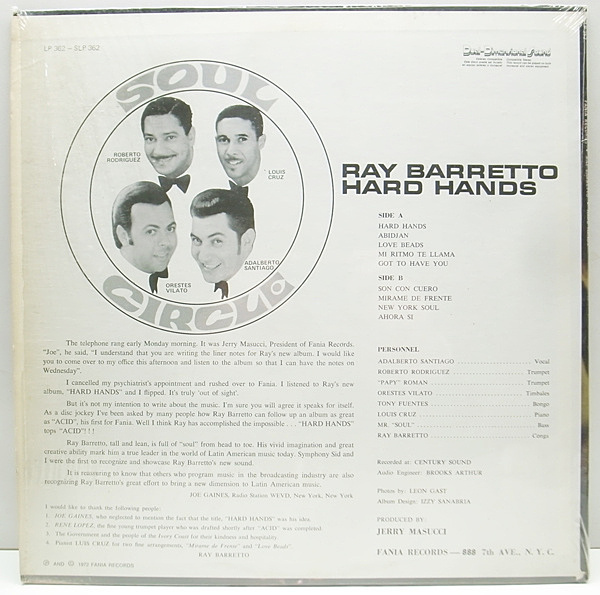 LP 362 — SLP 362
SOUL
ROBERTO
RODRIGUEZ
LOUIS
CRUZ
ORESTES
VILATO
ADALBERTO
SANTIAGO
CIRCLE
RAY BARRETTO
HARD HANDS
SIDE A
HARD HANDS
ABIDJAN
LOVE BEADS
MI RITMO TE LLAMA
GOT TO HAVE YOU
SIDE B
SON CON CUERO
MIRAME DE FRENTE
NEW YORK SOUL
AHORA SI
The telephone rang early Monday morning. It was Jerry Masucci, President of Fania Records.
"Joe", he said, "I understand that you are writing the liner notes for Ray's new album. I would like
you to come over to my office this afternoon and listen to the album so that I can have the notes on
Wednesday".
I cancelled my psychiatrist's appointment and rushed over to Fania. I listened to Ray's new
album, "HARD HANDS" and I flipped. It's truly 'out of sight'.
But it's not my intention to write about the music. I'm sure you will agree it speaks for itself.
As a disc jockey I've been asked by many people how Ray Barretto can follow up an album as great
as "ACID", his first for Fania. Well I think Ray has accomplished the impossible . . . "HARD HANDS"
tops "ACID"! ! !
Ray Barretto, tall and lean, is full of "soul" from head to toe. His vivid imagination and great
creative ability mark him a true leader in the world of Latin American music today. Symphony Sid and
I were the first to recognize and showcase Ray Barretto's new sound.
It is reassuring to know that others who program music in the broadcasting industry are also
recognizing Ray Barretto's great effort to bring a new dimension to Latin American music.
JOE GAINES, Radio Station WEVD, New York, New York
I would like to thank the following people:
1. JOE GAINES, who neglected to mention the fact that the title, "HARD HANDS" was his idea.
2. RENE LOPEZ, the fine young trumpet player who was drafted shortly after "ACID" was completed.
3. The Government and the people of the Ivory Coast for their kindness and hospitality.
4. Pianist LUIS CRUZ for two fine arrangements, "Mirame de Frente" and "Love Beads".
RAY BARRETTO
PERSONNEL
ADALBERTO SANTIAGO . . . . . . . . . . Vocal
ROBERTO RODRIGUEZ . . . . . . . . . . Trumpet
"PAPY" ROMAN . . . . . . . . . . Trumpet
ORESTES VILATO . . . . . . . . . . Timbales
TONY FUENTES . . . . . . . . . . Bongo
LOUIS CRUZ . . . . . . . . . . Piano
MR. "SOUL" . . . . . . . . . . Bass
RAY BARRETTO . . . . . . . . . . Conga
Recorded at: CENTURY SOUND
Audio Engineer: BROOKS ARTHUR
Photos by: LEON GAST
Album Design: IZZY SANABRIA
PRODUCED BY:
JERRY MASUCCI
FANIA RECORDS — 888 7th AVE., N. Y. C.
Ⓟ AND © 1972 FANIA RECORDS